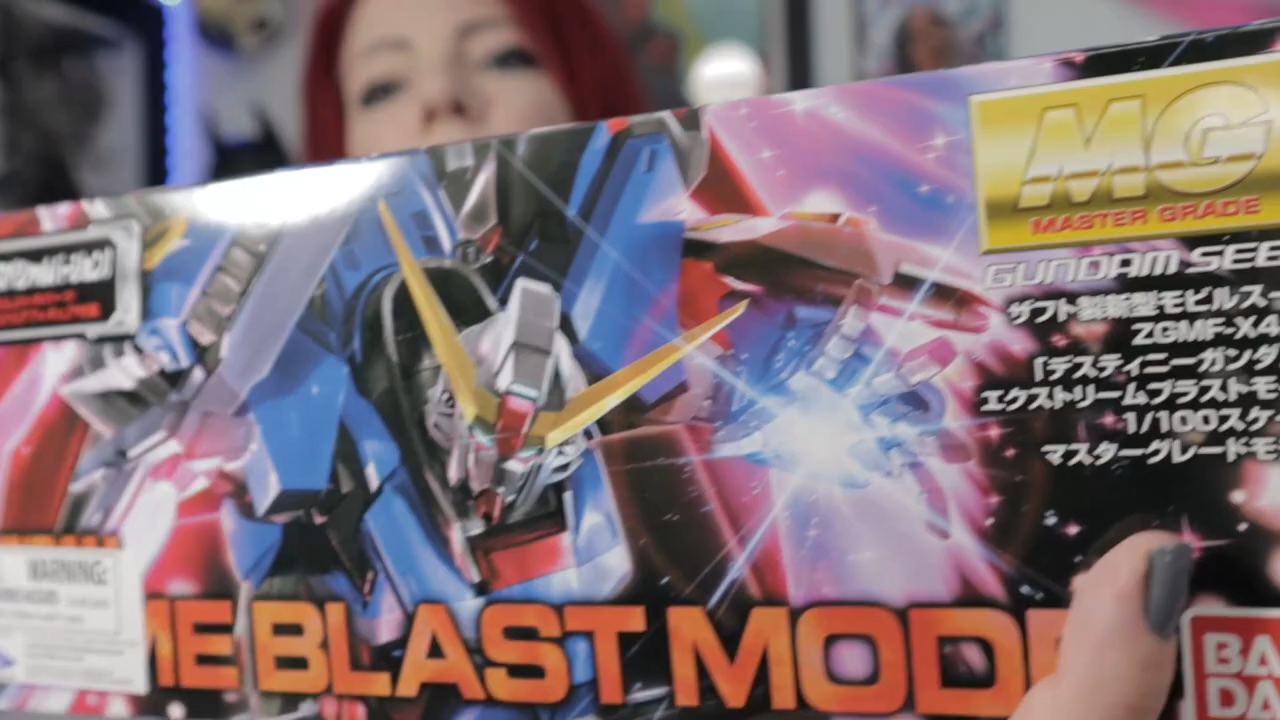 MG
MASTER GRADE
GUNDAM SEE
ザフト製新型モビルスー
ZGMF-X4
「デスティニーガンダ
エクストリームブラストモー
1/100スケ
マスターグレードモ
WARNING:
ME BLAST MODE
BA
DA